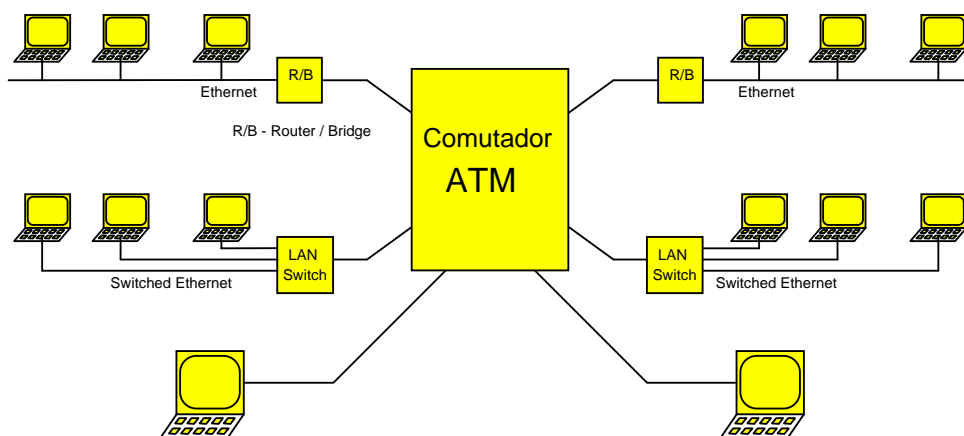 R/B
R/B
Ethernet
Ethernet
R/B - Router / Bridge
Comutador
ATM
LAN
Switch
LAN
Switch
Switched Ethernet
Switched Ethernet